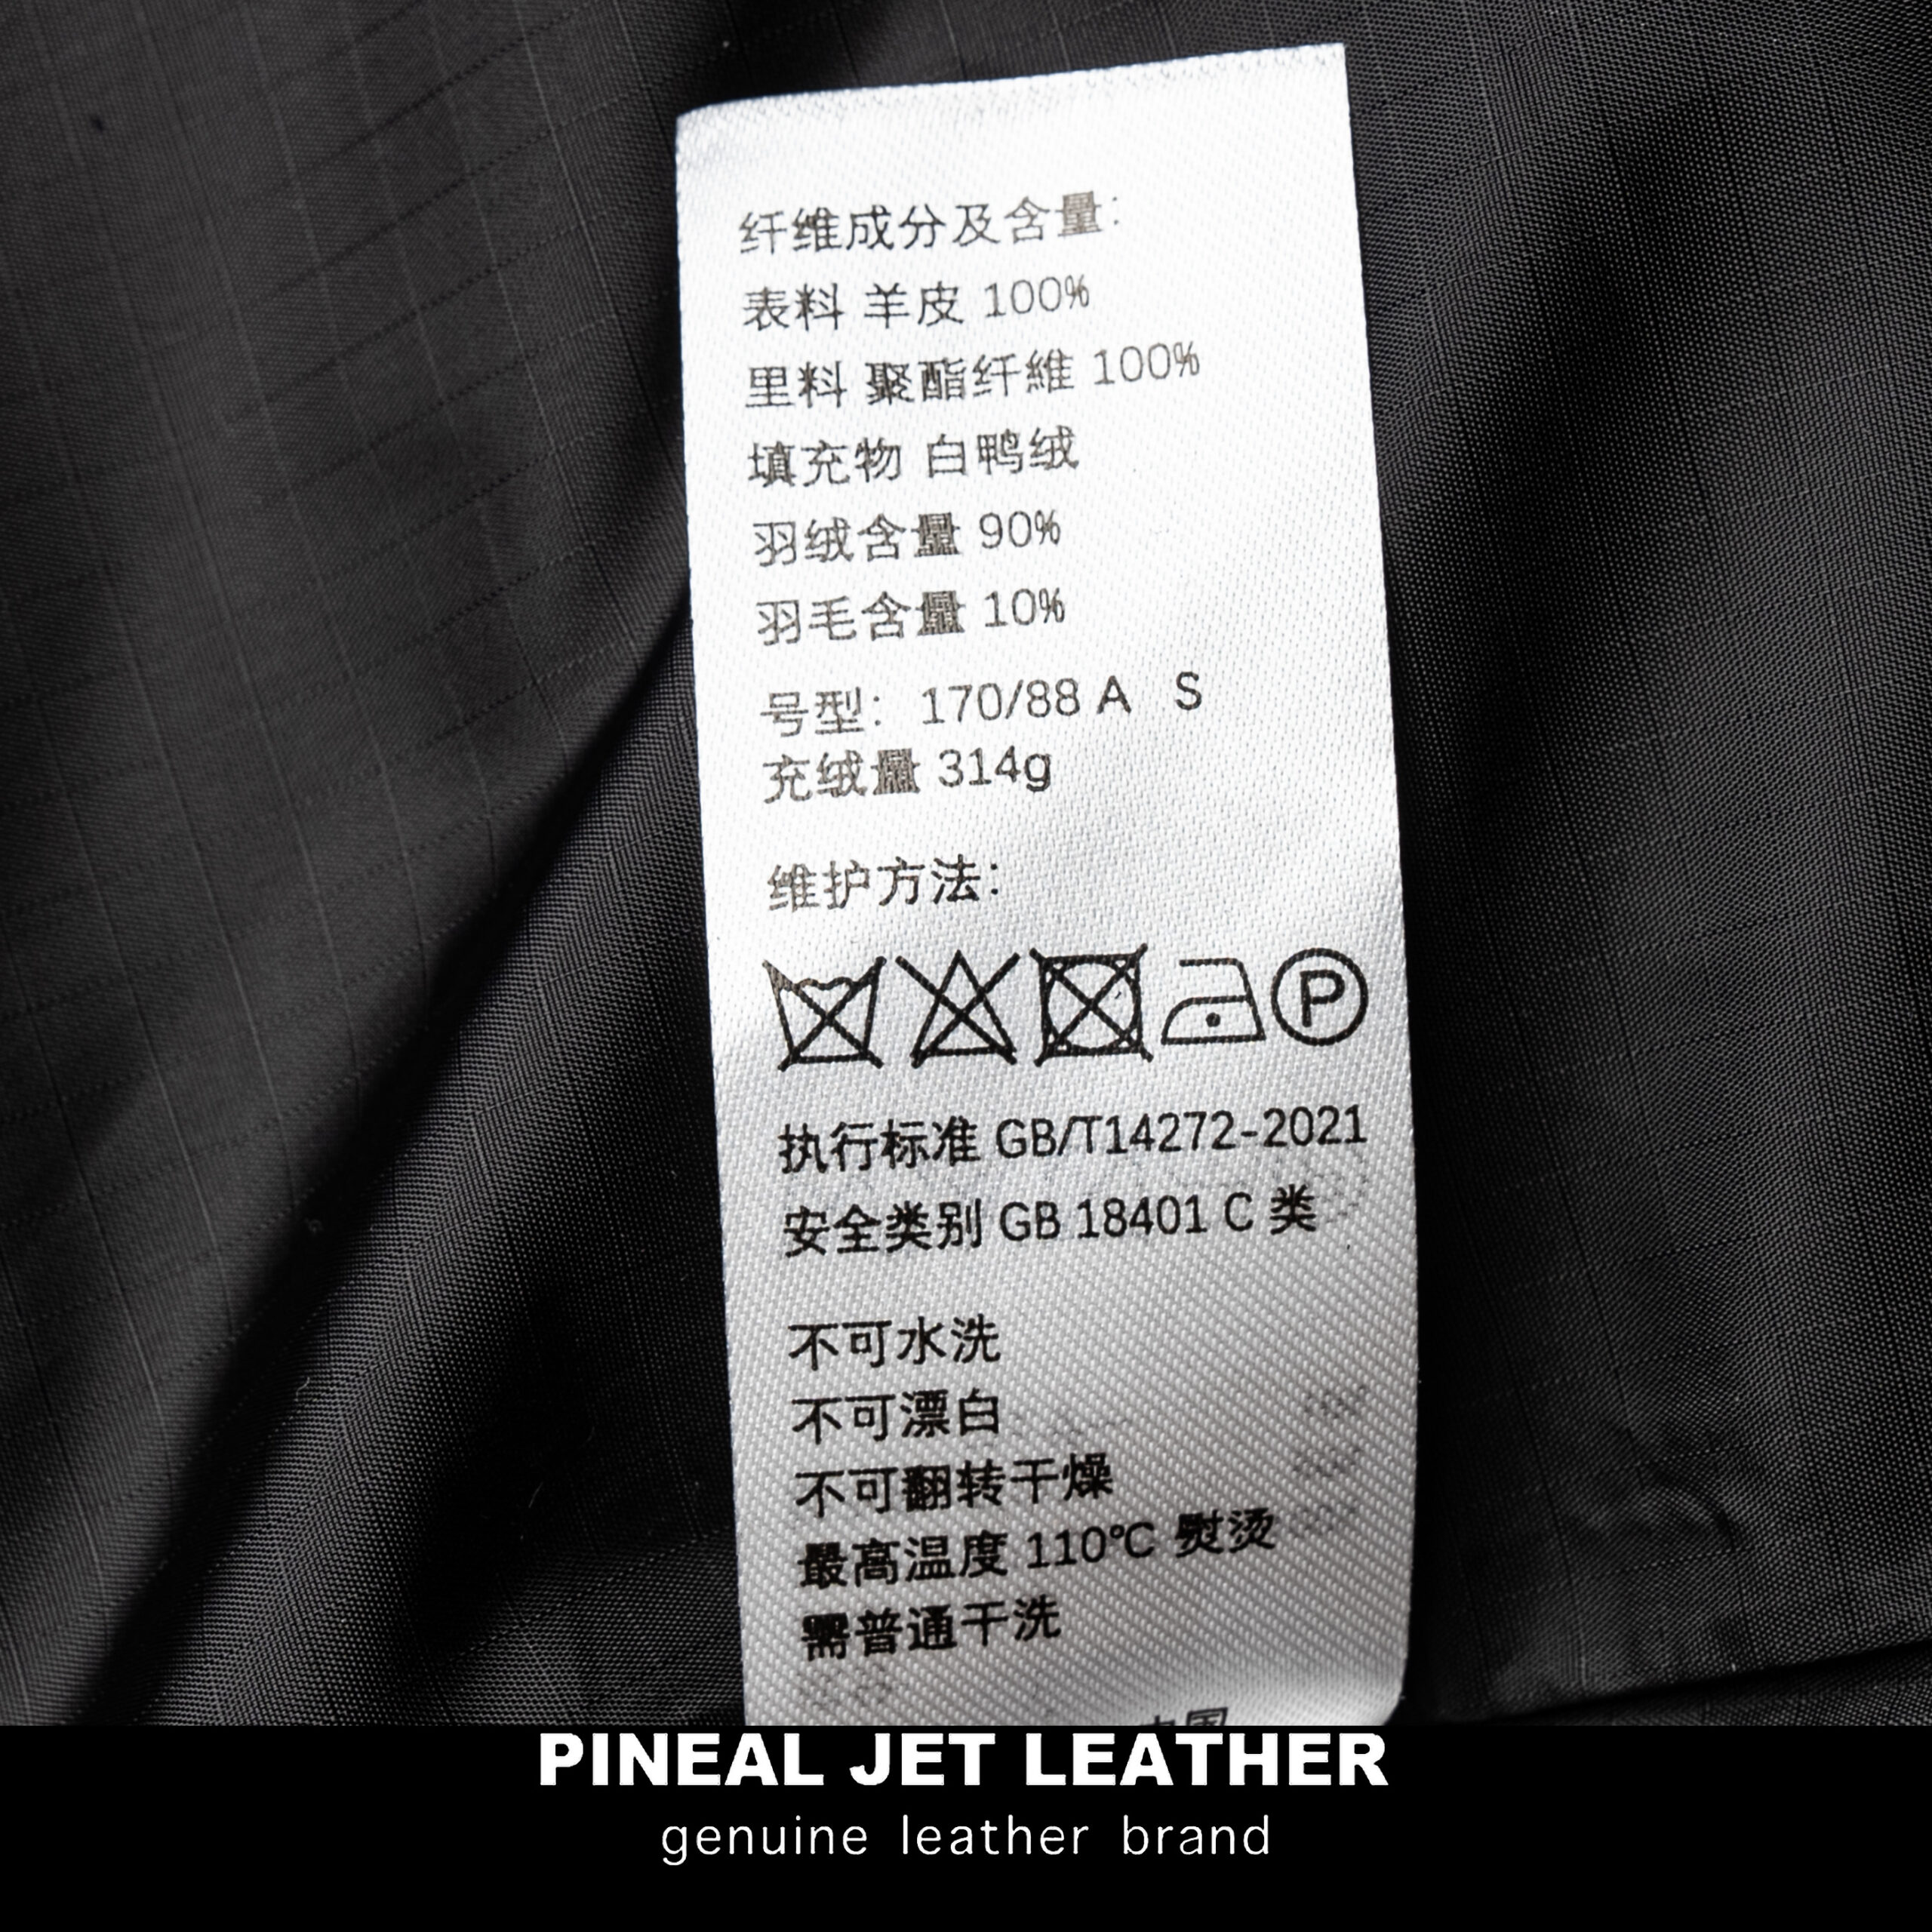 纤维成分及含量:
表料 羊皮 100%
里料 聚酯纤維 100%
填充物 白鸭绒
羽绒含量 90%
羽毛含量 10%
号型: 170/88 A S
充绒量 314g
维护方法:
P
执行标准 GB/T14272-2021
安全类别 GB 18401 C 类
不可水洗
不可漂白
不可翻转干燥
最高温度 110℃ 熨烫
需普通干洗
PINEAL JET LEATHER
genuine leather brand